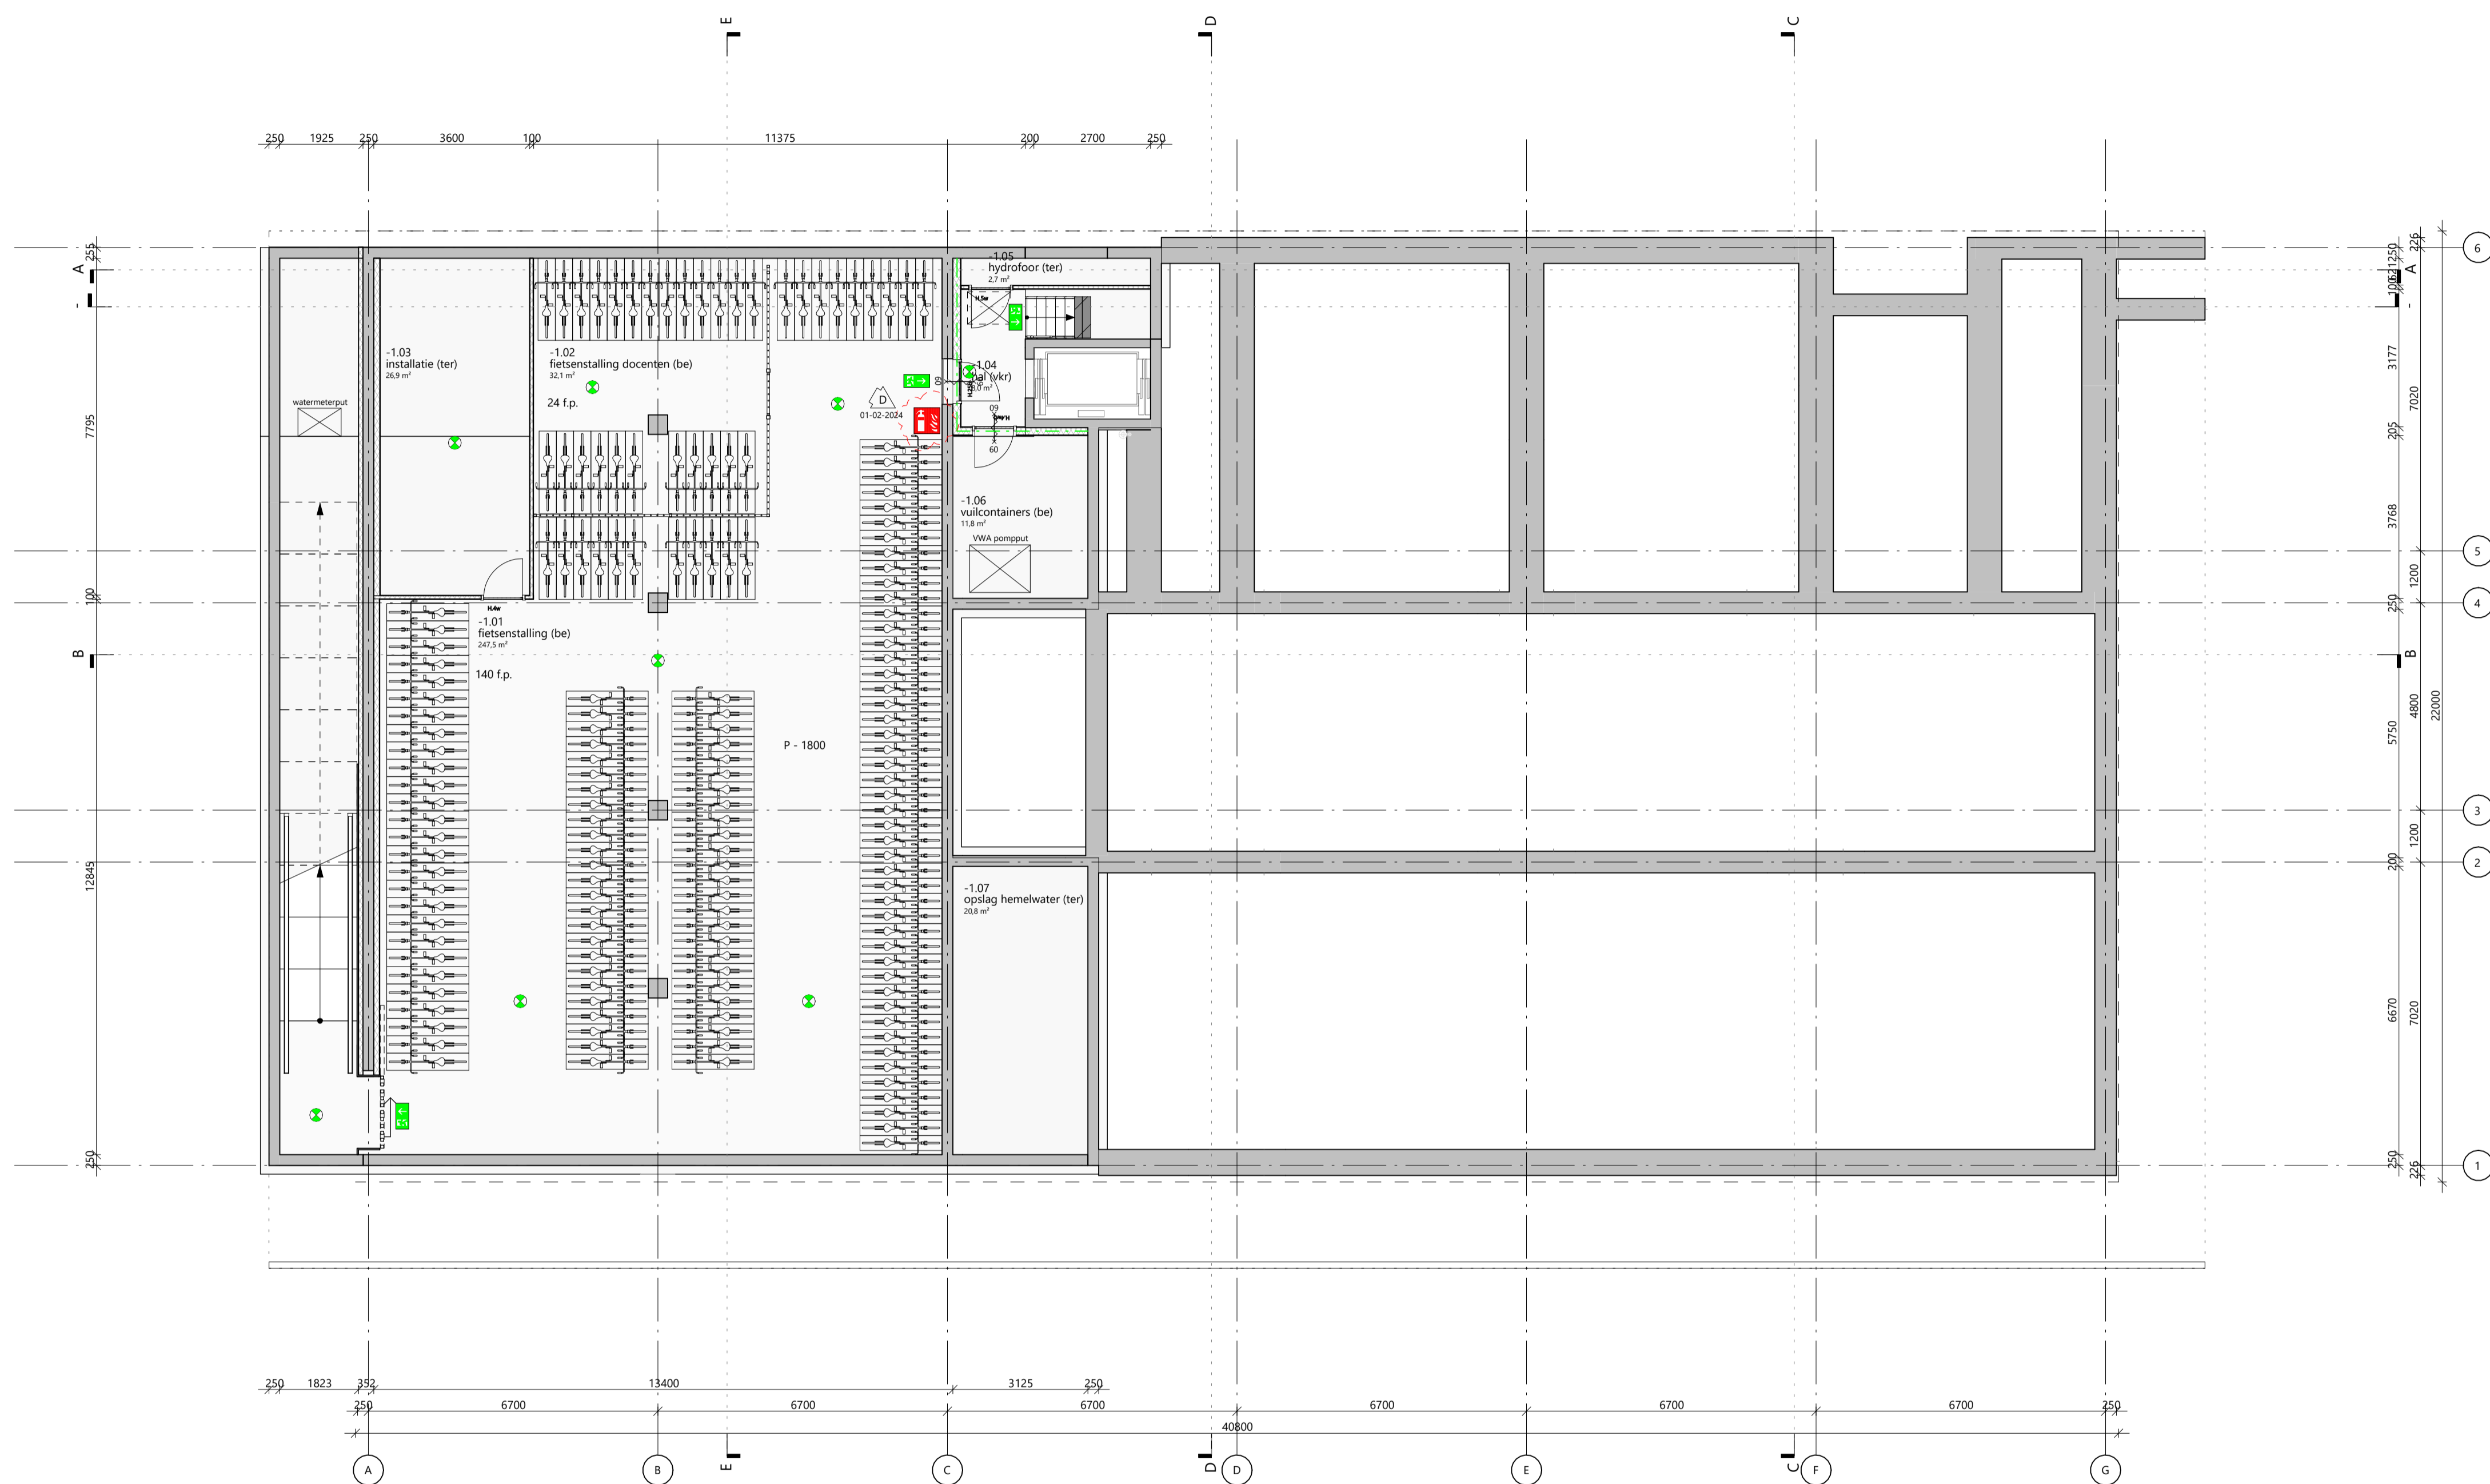 E
D
C
250
1925
250
3600
100
11375
200
2700
250
6
5
4
3
2
1
255
A
-
7795
100
B
12845
250
226
A
-
3177
7020
205
3768
1200
250
B
4800
22000
5750
1200
200
6670
7020
250
226
-1.05
hydrofoor (ter)
2,7 m²
H.5w
-1.03
installatie (ter)
26,9 m²
-1.02
fietsenstalling docenten (be)
32,1 m²
24 f.p.
watermeterput
D
01-02-2024
60
-1.04
hal (vkr)
60
60
-1.06
vuilcontainers (be)
11,8 m²
VWA pompput
H.4w
-1.01
fietsenstalling (be)
247,5 m²
140 f.p.
P - 1800
-1.07
opslag hemelwater (ter)
20,8 m²
250
1823
352
13400
3125
250
250
6700
6700
6700
6700
6700
6700
250
40800
A
B
E
C
D
D
E
C
F
G